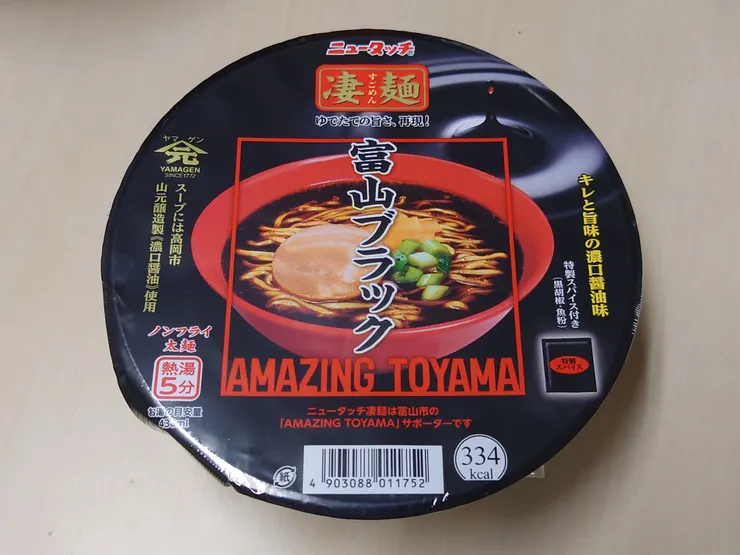 ニュータッチ®
凄麺
すごめん
ゆでたての旨さ、再現!
富山ブラック
ヤマゲン
元
YAMAGEN
SINCE1772
スープには高岡市
山元醸造製《濃口醤油》使用
キレと旨味の濃口醤油味
特製スパイス付き
(黒胡椒・魚粉)
特製
スパイス
ノンフライ
太麺
熱湯
5分
お湯の目安量
430ml
AMAZING TOYAMA
ニュータッチ凄麺は富山市の
「AMAZING TOYAMA」サポーターです
紙
4 903088 011752
334
kcal